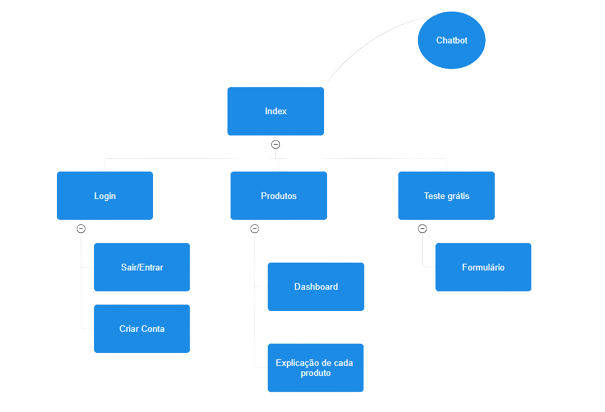 Chatbot
Index
Login
Produtos
Teste grátis
Sair/Entrar
Formulário
Dashboard
Criar Conta
Explicação de cada
produto